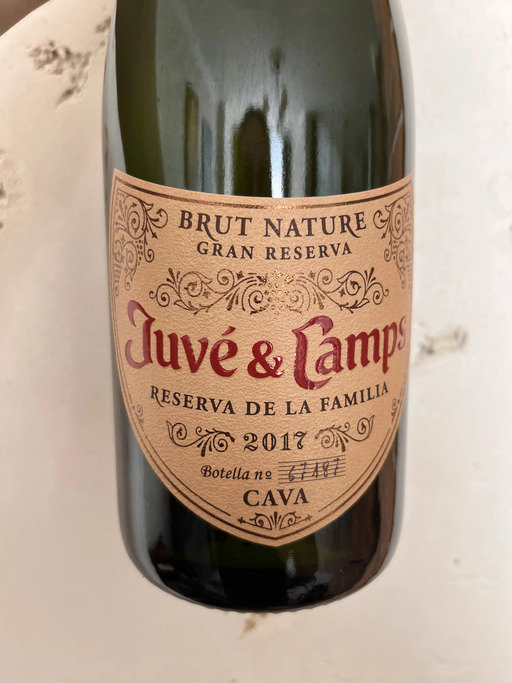 BRUT NATURE
GRAN RESERVA
Juvé & Camps
RESERVA DE LA FAMILIA
2017
Botella nº 67187
CAVA